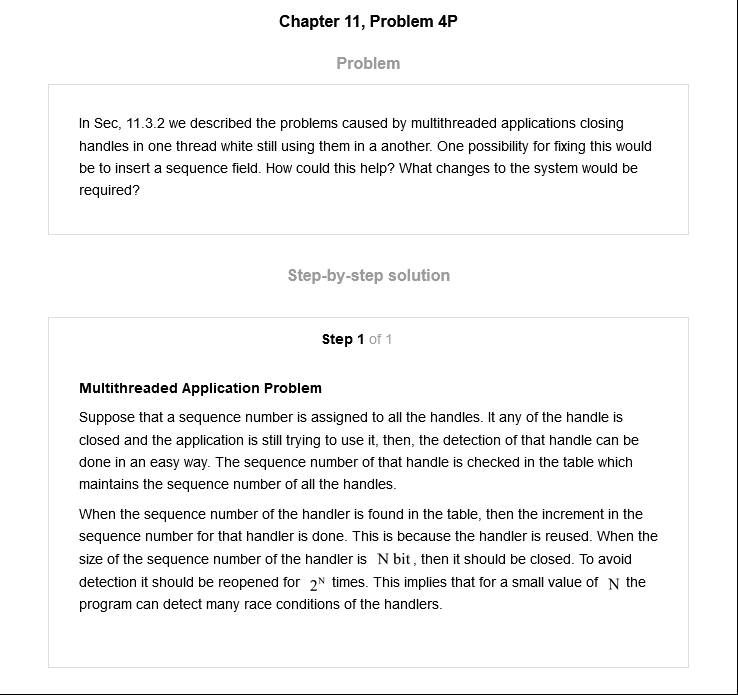 Chapter 11, Problem 4P
Problem
In Sec, 11.3.2 we described the problems caused by multithreaded applications closing
handles in one thread white still using them in a another. One possibility for fixing this would
be to insert a sequence field. How could this help? What changes to the system would be
required?
Step-by-step solution
Step 1 of 1
Multithreaded Application Problem
Suppose that a sequence number is assigned to all the handles. It any of the handle is
closed and the application is still trying to use it, then, the detection of that handle can be
done in an easy way. The sequence number of that handle is checked in the table which
maintains the sequence number of all the handles.
When the sequence number of the handler is found in the table, then the increment in the
sequence number for that handler is done. This is because the handler is reused. When the
size of the sequence number of the handler is N bit, then it should be closed. To avoid
detection it should be reopened for 2^N times. This implies that for a small value of N the
program can detect many race conditions of the handlers.